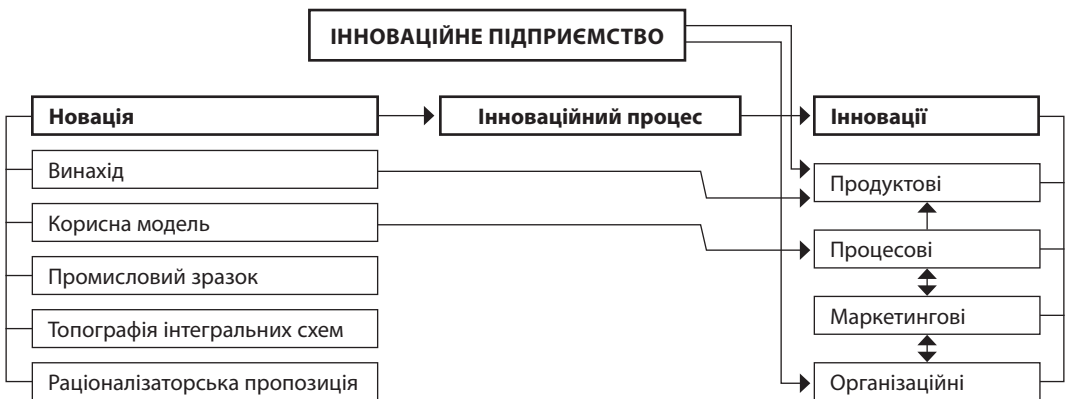 ІННОВАЦІЙНЕ ПІДПРИЄМСТВО
Новація
Інноваційний процес
Інновації
Винахід
Корисна модель
Промисловий зразок
Топографія інтегральних схем
Раціоналізаторська пропозиція
Продуктові
Процесові
Маркетингові
Організаційні